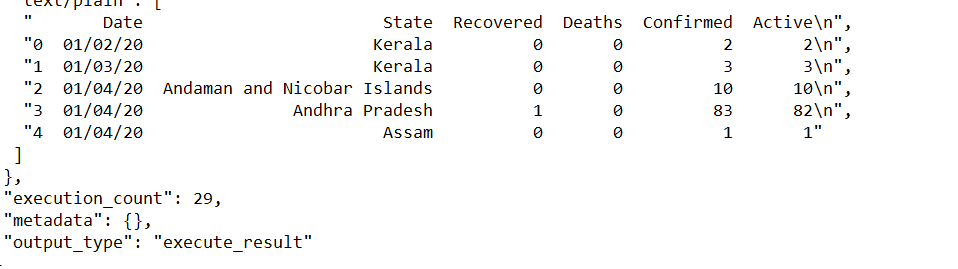 text/plain": [
"      Date                        State  Recovered  Deaths  Confirmed  Active\n",
"0  01/02/20                       Kerala          0       0          2       2\n",
"1  01/03/20                       Kerala          0       0          3       3\n",
"2  01/04/20  Andaman and Nicobar Islands          0       0         10      10\n",
"3  01/04/20               Andhra Pradesh          1       0         83      82\n",
"4  01/04/20                        Assam          0       0          1       1"
]
},
"execution_count": 29,
"metadata": {},
"output_type": "execute_result"